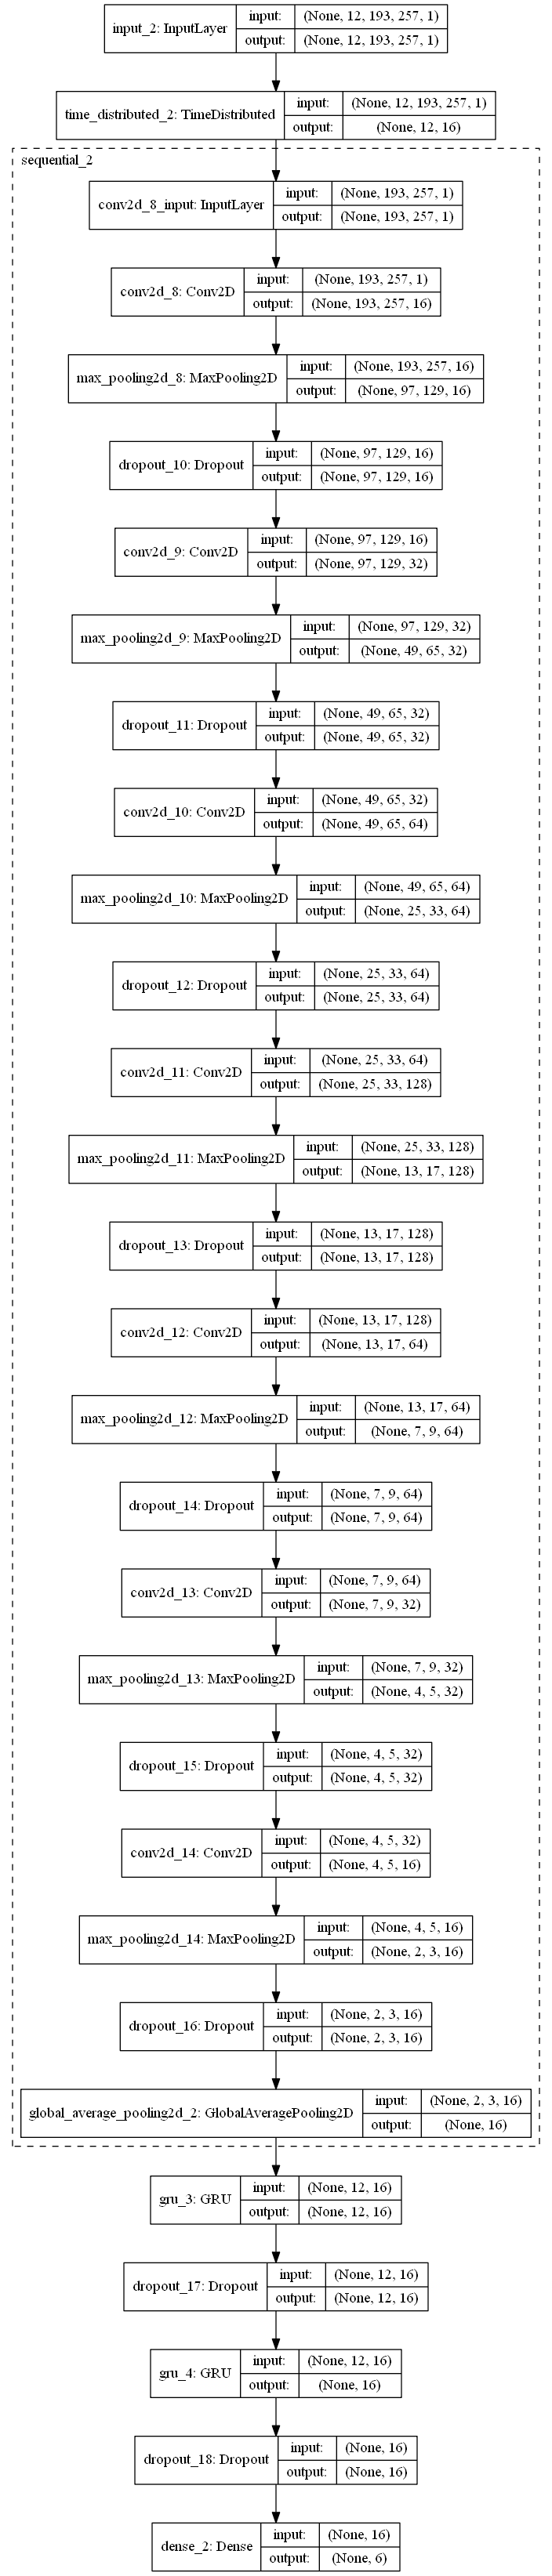 input_2: InputLayer
input: (None, 12, 193, 257, 1)
output: (None, 12, 193, 257, 1)
time_distributed_2: TimeDistributed
input: (None, 12, 193, 257, 1)
output: (None, 12, 16)
sequential_2
conv2d_8_input: InputLayer
input: (None, 193, 257, 1)
output: (None, 193, 257, 1)
conv2d_8: Conv2D
input: (None, 193, 257, 1)
output: (None, 193, 257, 16)
max_pooling2d_8: MaxPooling2D
input: (None, 193, 257, 16)
output: (None, 97, 129, 16)
dropout_10: Dropout
input: (None, 97, 129, 16)
output: (None, 97, 129, 16)
conv2d_9: Conv2D
input: (None, 97, 129, 16)
output: (None, 97, 129, 32)
max_pooling2d_9: MaxPooling2D
input: (None, 97, 129, 32)
output: (None, 49, 65, 32)
dropout_11: Dropout
input: (None, 49, 65, 32)
output: (None, 49, 65, 32)
conv2d_10: Conv2D
input: (None, 49, 65, 32)
output: (None, 49, 65, 64)
max_pooling2d_10: MaxPooling2D
input: (None, 49, 65, 64)
output: (None, 25, 33, 64)
dropout_12: Dropout
input: (None, 25, 33, 64)
output: (None, 25, 33, 64)
conv2d_11: Conv2D
input: (None, 25, 33, 64)
output: (None, 25, 33, 128)
max_pooling2d_11: MaxPooling2D
input: (None, 25, 33, 128)
output: (None, 13, 17, 128)
dropout_13: Dropout
input: (None, 13, 17, 128)
output: (None, 13, 17, 128)
conv2d_12: Conv2D
input: (None, 13, 17, 128)
output: (None, 13, 17, 64)
max_pooling2d_12: MaxPooling2D
input: (None, 13, 17, 64)
output: (None, 7, 9, 64)
dropout_14: Dropout
input: (None, 7, 9, 64)
output: (None, 7, 9, 64)
conv2d_13: Conv2D
input: (None, 7, 9, 64)
output: (None, 7, 9, 32)
max_pooling2d_13: MaxPooling2D
input: (None, 7, 9, 32)
output: (None, 4, 5, 32)
dropout_15: Dropout
input: (None, 4, 5, 32)
output: (None, 4, 5, 32)
conv2d_14: Conv2D
input: (None, 4, 5, 32)
output: (None, 4, 5, 16)
max_pooling2d_14: MaxPooling2D
input: (None, 4, 5, 16)
output: (None, 2, 3, 16)
dropout_16: Dropout
input: (None, 2, 3, 16)
output: (None, 2, 3, 16)
global_average_pooling2d_2: GlobalAveragePooling2D
input: (None, 2, 3, 16)
output: (None, 16)
gru_3: GRU
input: (None, 12, 16)
output: (None, 12, 16)
dropout_17: Dropout
input: (None, 12, 16)
output: (None, 12, 16)
gru_4: GRU
input: (None, 12, 16)
output: (None, 16)
dropout_18: Dropout
input: (None, 16)
output: (None, 16)
dense_2: Dense
input: (None, 16)
output: (None, 6)